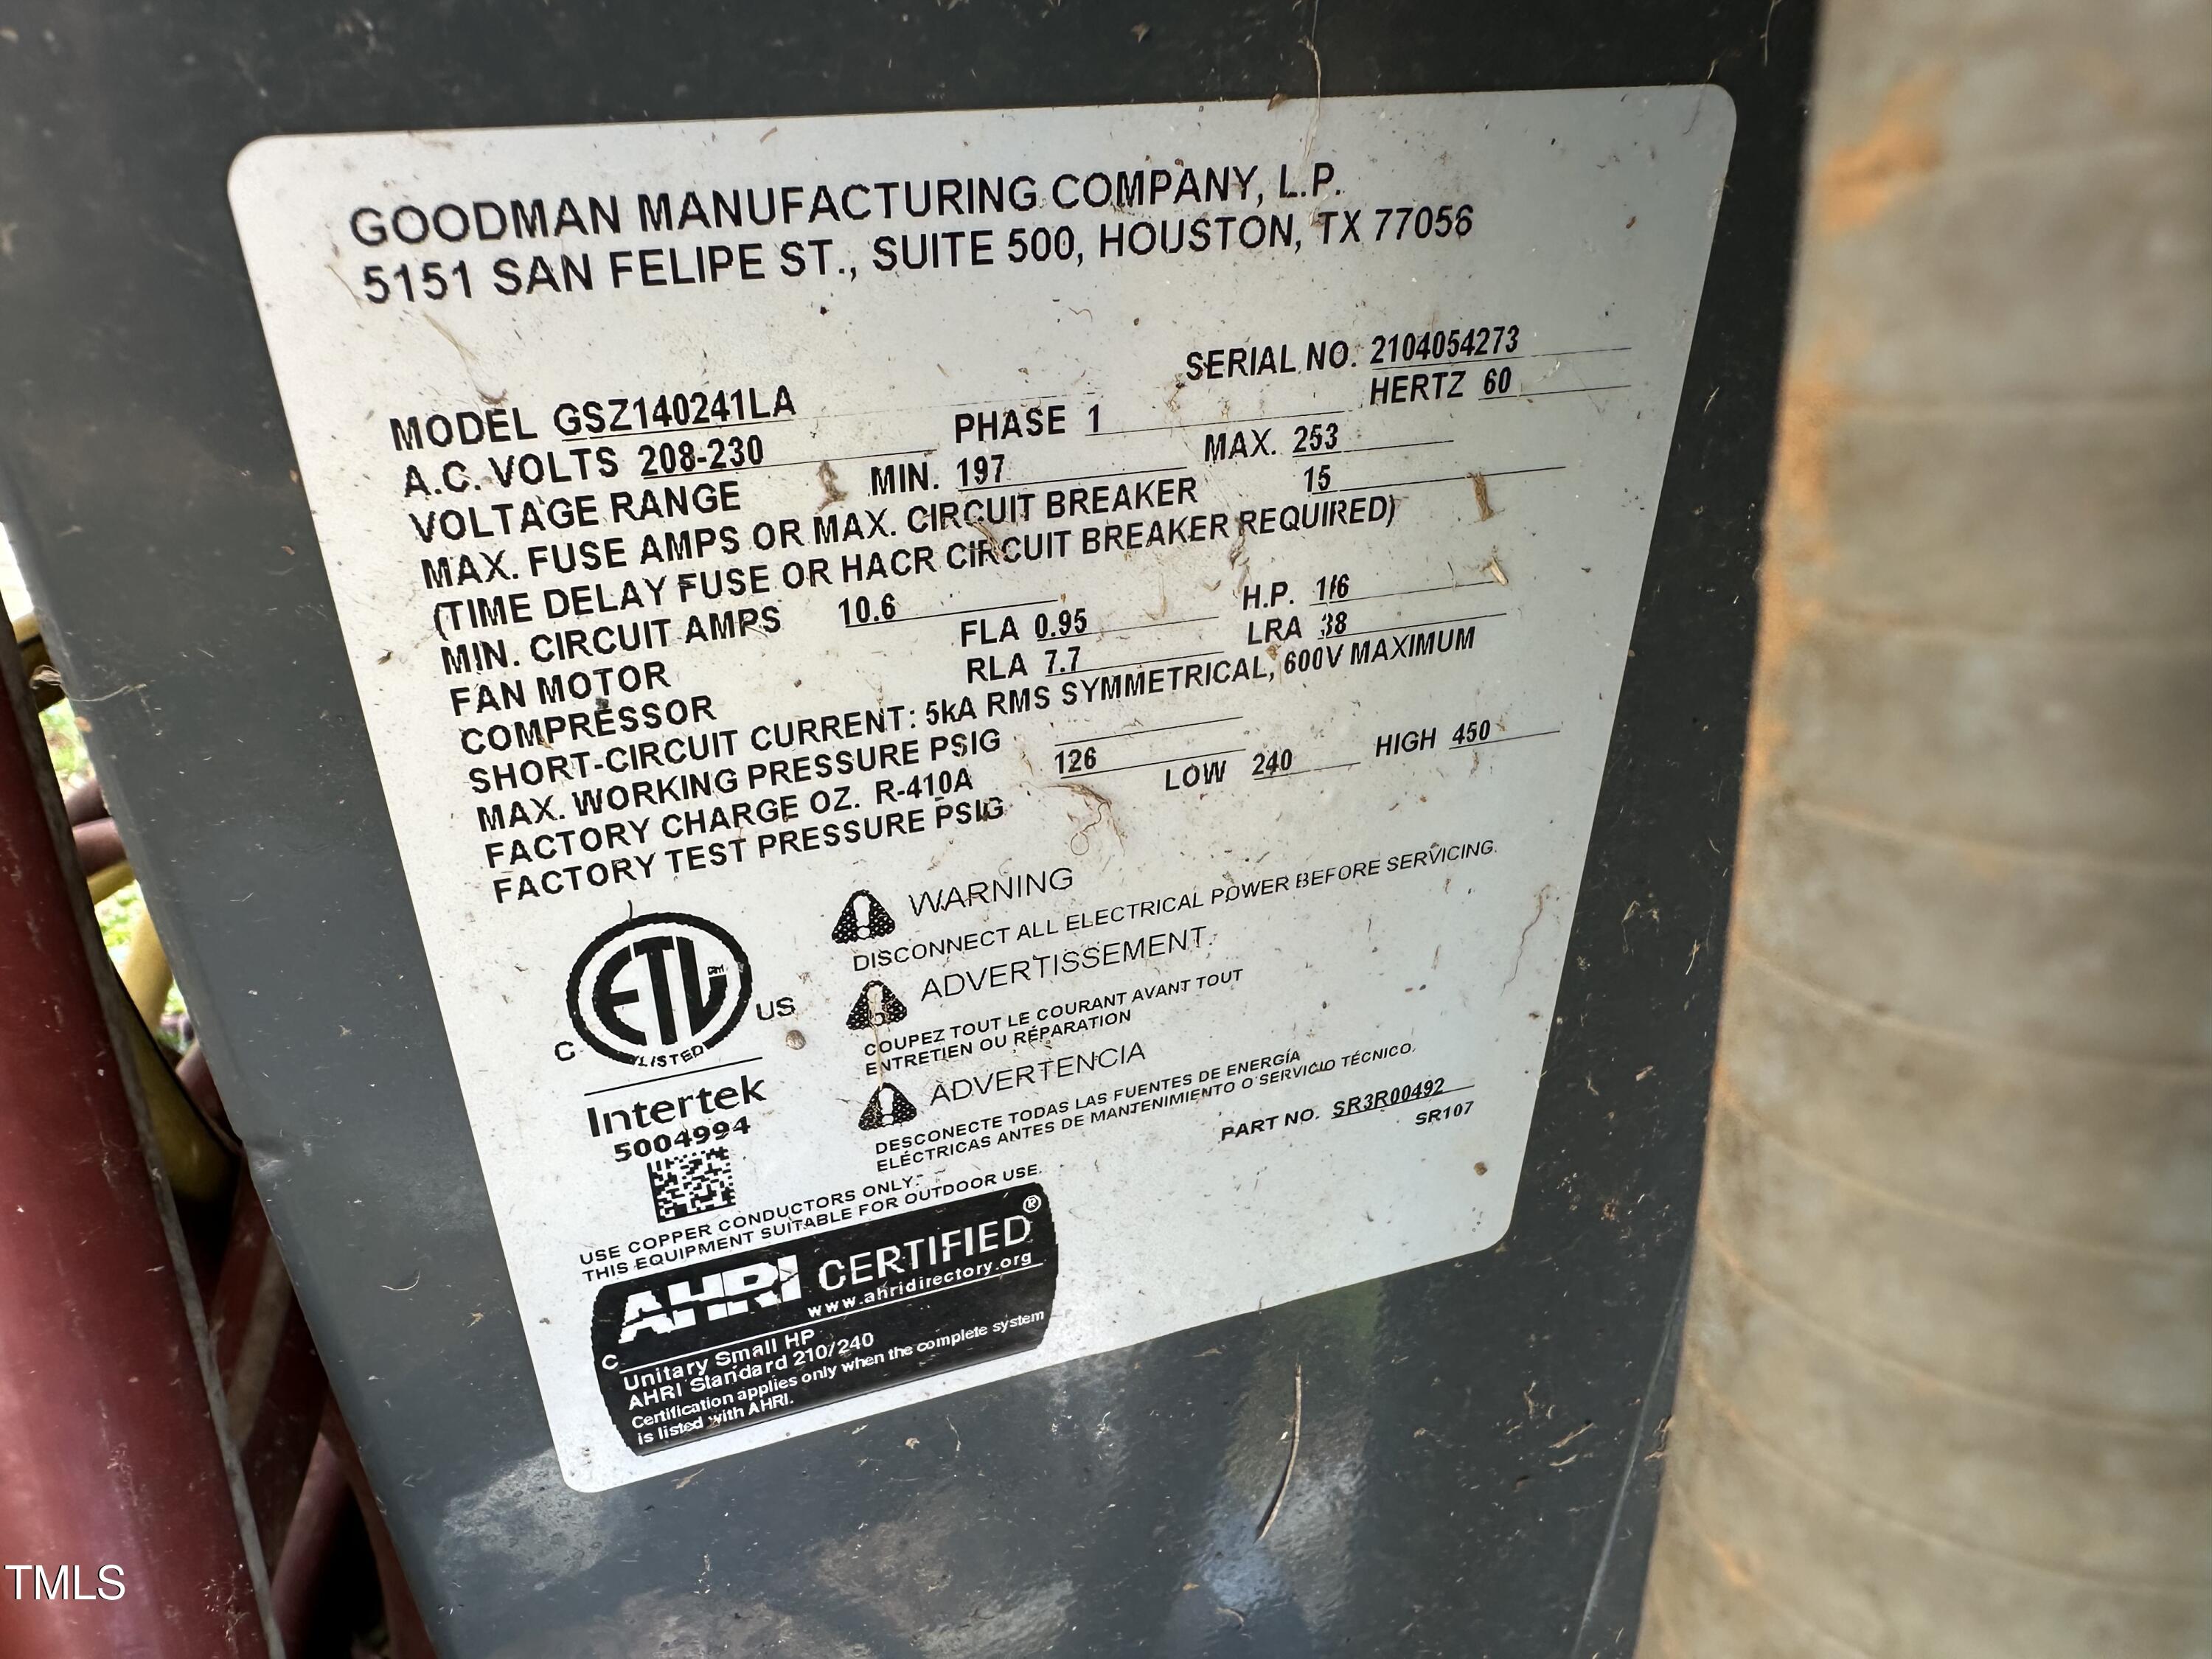 GOODMAN MANUFACTURING COMPANY, L.P.
5151 SAN FELIPE ST., SUITE 500, HOUSTON, TX 77056
SERIAL NO. 2104054273
MODEL GSZ140241LA
PHASE 1
HERTZ 60
A.C. VOLTS 208-230
VOLTAGE RANGE MIN. 197 MAX. 253
MAX. FUSE AMPS OR MAX. CIRCUIT BREAKER 15
(TIME DELAY FUSE OR HACR CIRCUIT BREAKER REQUIRED)
MIN. CIRCUIT AMPS 10.6
FAN MOTOR FLA 0.95 H.P. 1/6
COMPRESSOR RLA 7.7 LRA 38
SHORT-CIRCUIT CURRENT: 5kA RMS SYMMETRICAL, 600V MAXIMUM
MAX. WORKING PRESSURE PSIG
FACTORY CHARGE OZ. R-410A 126
FACTORY TEST PRESSURE PSIG LOW 240 HIGH 450
WARNING
DISCONNECT ALL ELECTRICAL POWER BEFORE SERVICING.
ADVERTISSEMENT
COUPEZ TOUT LE COURANT AVANT TOUT
ENTRETIEN OU RÉPARATION
ADVERTENCIA
DESCONECTE TODAS LAS FUENTES DE ENERGÍA
ELÉCTRICAS ANTES DE MANTENIMIENTO O SERVICIO TÉCNICO.
C ETL US
LISTED
Intertek
5004994
PART NO. SR3R00492
SR107
USE COPPER CONDUCTORS ONLY.
THIS EQUIPMENT SUITABLE FOR OUTDOOR USE.
AHRI CERTIFIED®
www.ahridirectory.org
C
Unitary Small HP
AHRI Standard 210/240
Certification applies only when the complete system
is listed with AHRI.
TMLS